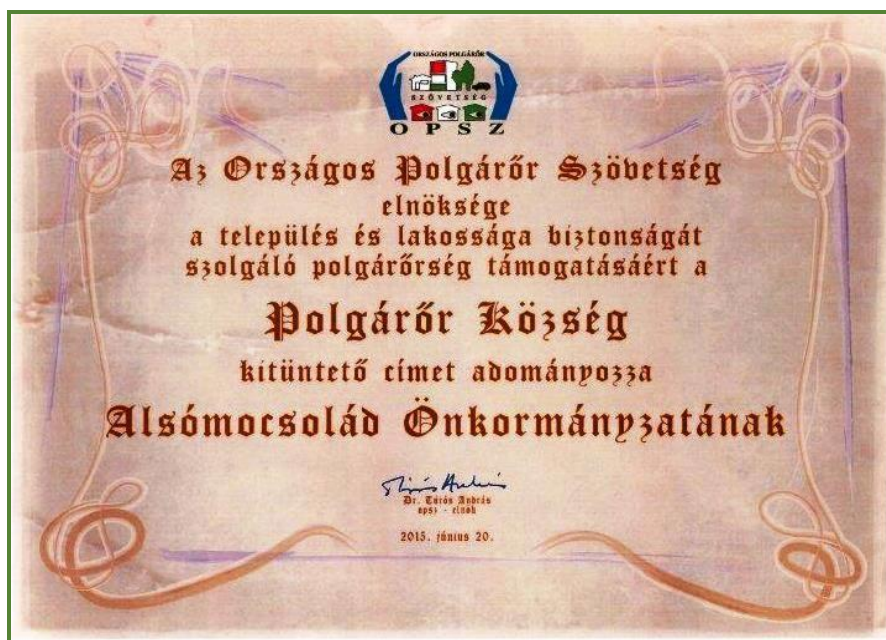 ORSZÁGOS POLGÁRŐR
SZÖVETSÉG
OPSZ
Az Országos Polgárőr Szövetség
elnöksége
a település és lakossága biztonságát
szolgáló polgárőrség támogatásáért a
Polgárőr Község
kitüntető címet adományozza
Alsómocsolád Önkormányzatának
Dr. Túrós András
opsz - elnök
2015. június 20.